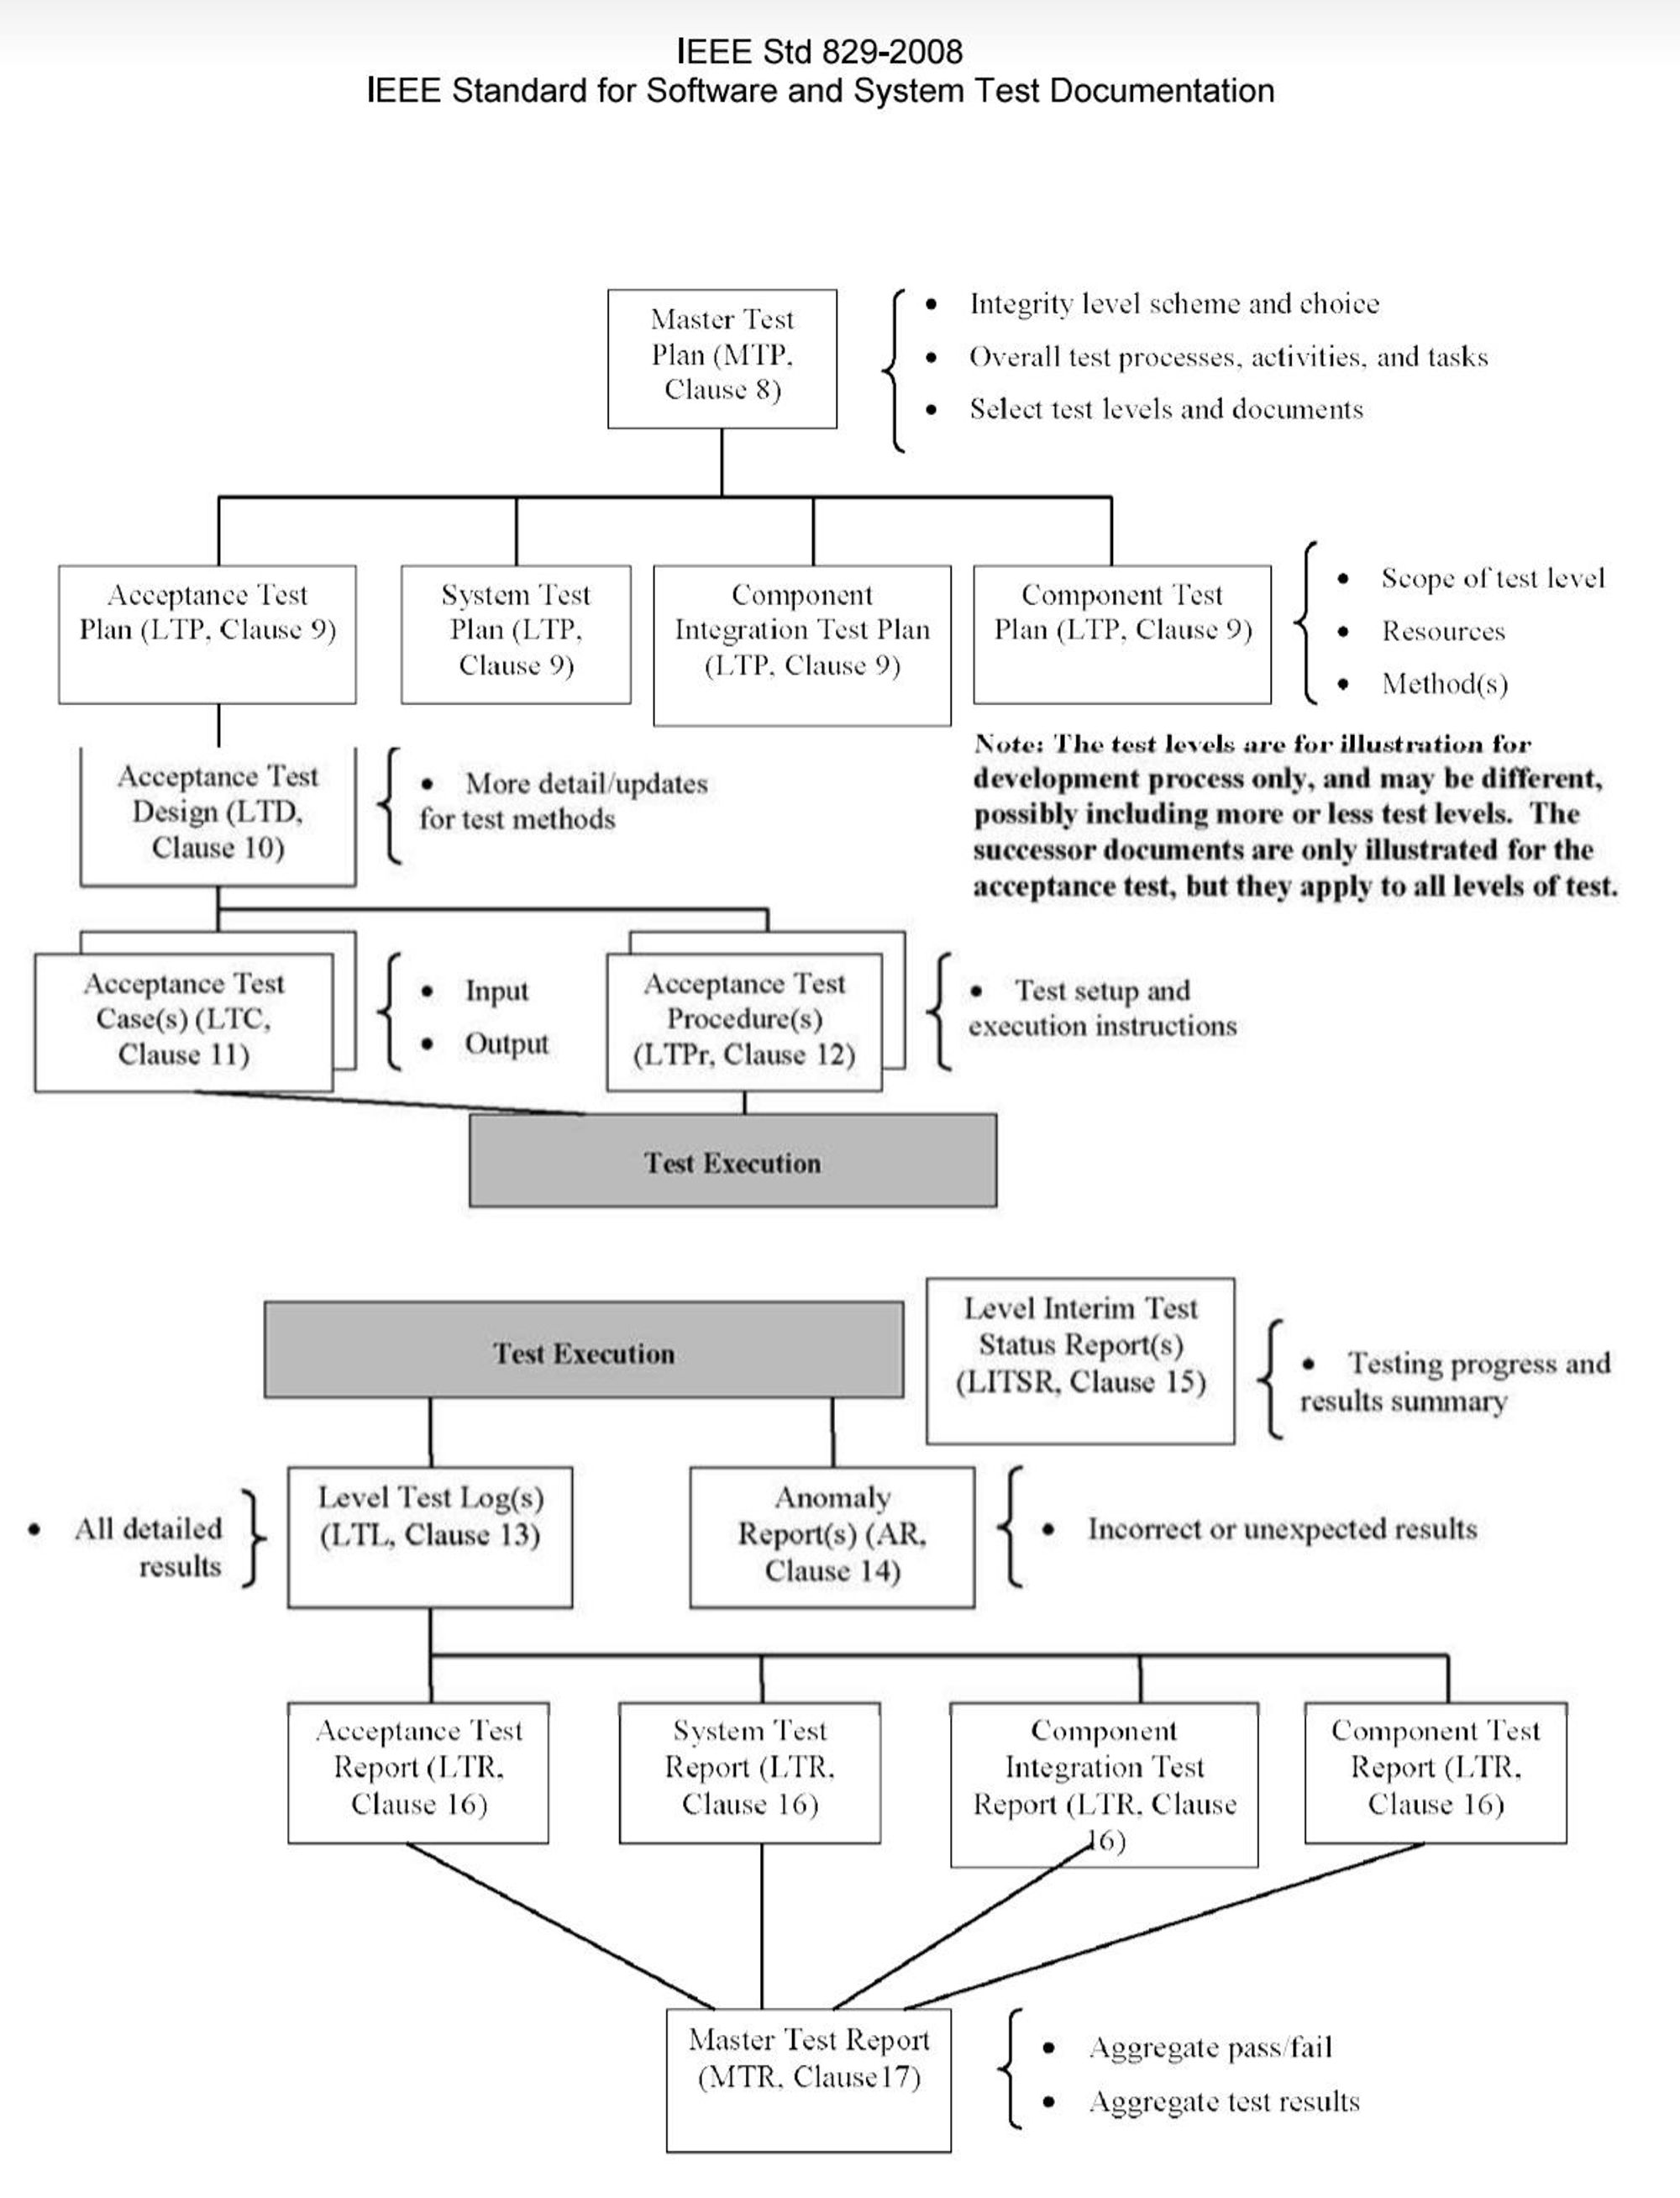 IEEE Std 829-2008
IEEE Standard for Software and System Test Documentation
Master Test
Plan (MTP,
Clause 8)
• Integrity level scheme and choice
• Overall test processes, activities, and tasks
• Select test levels and documents
Acceptance Test
Plan (LTP, Clause 9)
System Test
Plan (LTP,
Clause 9)
Component
Integration Test Plan
(LTP, Clause 9)
Component Test
Plan (LTP, Clause 9)
• Scope of test level
• Resources
• Method(s)
Acceptance Test
Design (LTD,
Clause 10)
• More detail/updates
for test methods
Note: The test levels are for illustration for
development process only, and may be different,
possibly including more or less test levels. The
successor documents are only illustrated for the
acceptance test, but they apply to all levels of test.
Acceptance Test
Case(s) (LTC,
Clause 11)
• Input
• Output
Acceptance Test
Procedure(s)
(LTPr, Clause 12)
• Test setup and
execution instructions
Test Execution
Test Execution
Level Interim Test
Status Report(s)
(LITSR, Clause 15)
• Testing progress and
results summary
• All detailed
results
Level Test Log(s)
(LTL, Clause 13)
Anomaly
Report(s) (AR,
Clause 14)
• Incorrect or unexpected results
Acceptance Test
Report (LTR,
Clause 16)
System Test
Report (LTR,
Clause 16)
Component
Integration Test
Report (LTR, Clause
16)
Component Test
Report (LTR,
Clause 16)
Master Test Report
(MTR, Clause17)
• Aggregate pass/fail
• Aggregate test results